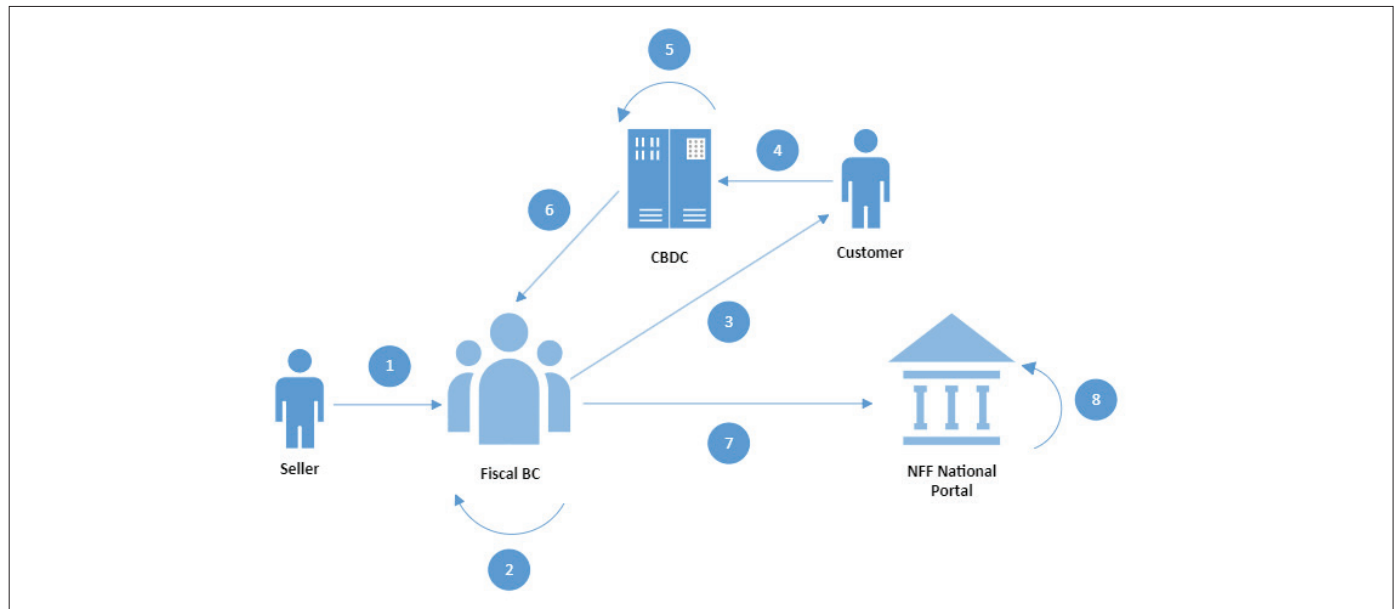 5
4
6
CBDC
Customer
3
1
8
7
Seller
Fiscal BC
NFF National
Portal
2